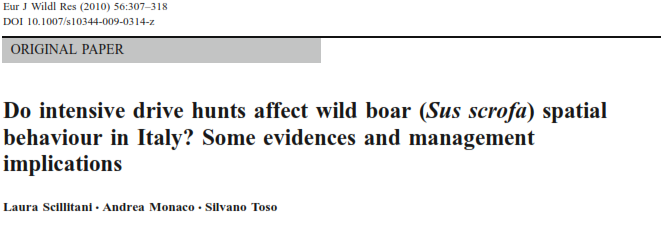 Eur J Wildl Res (2010) 56:307–318
DOI 10.1007/s10344-009-0314-z
ORIGINAL PAPER
Do intensive drive hunts affect wild boar (Sus scrofa) spatial
behaviour in Italy? Some evidences and management
implications
Laura Scillitani · Andrea Monaco · Silvano Toso